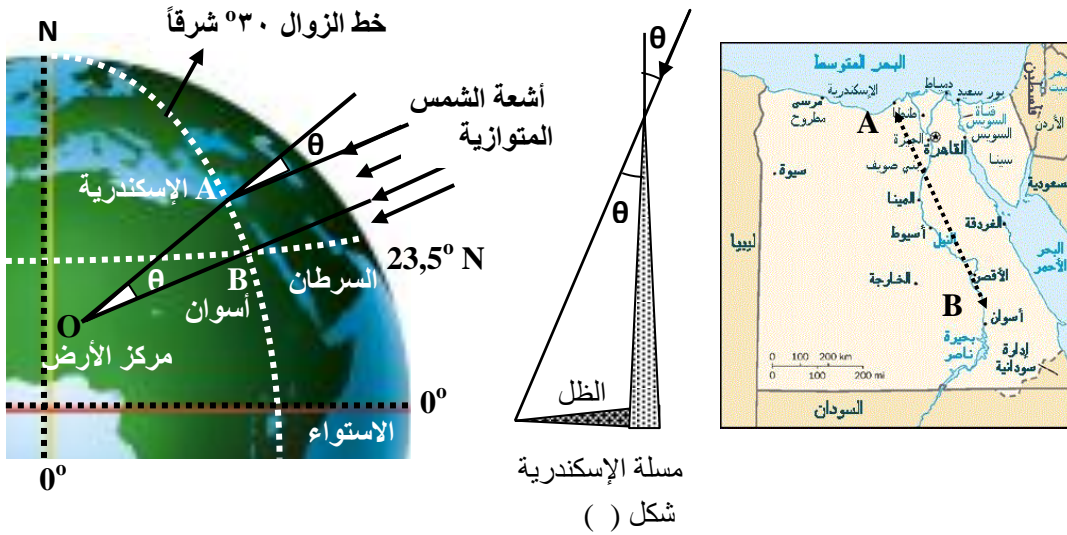 N
خط الزوال ٣٠° شرقاً
θ
أشعة الشمس
المتوازية
A الإسكندرية
23,5° N
السرطان
B
أسوان
θ
O
مركز الأرض
0°
الاستواء
0°
θ
θ
الظل
مسلة الإسكندرية
شكل ( )
البحر المتوسط
الإسكندرية
دمياط
بور سعيد
فلسطين
مرسى
مطروح
A
طنطا
قناة
السويس
السويس
الأردن
الجيزة
القاهرة
سينا
سيوة
بني صويف
السعودية
المينا
الغردقة
أسيوط
النيل
البحر
الأحمر
ليبيا
الخارجة
الأقصر
B
أسوان
بحيرة
ناصر
إدارة
سودانية
0 100 200 km
0 100 200 mi
السودان